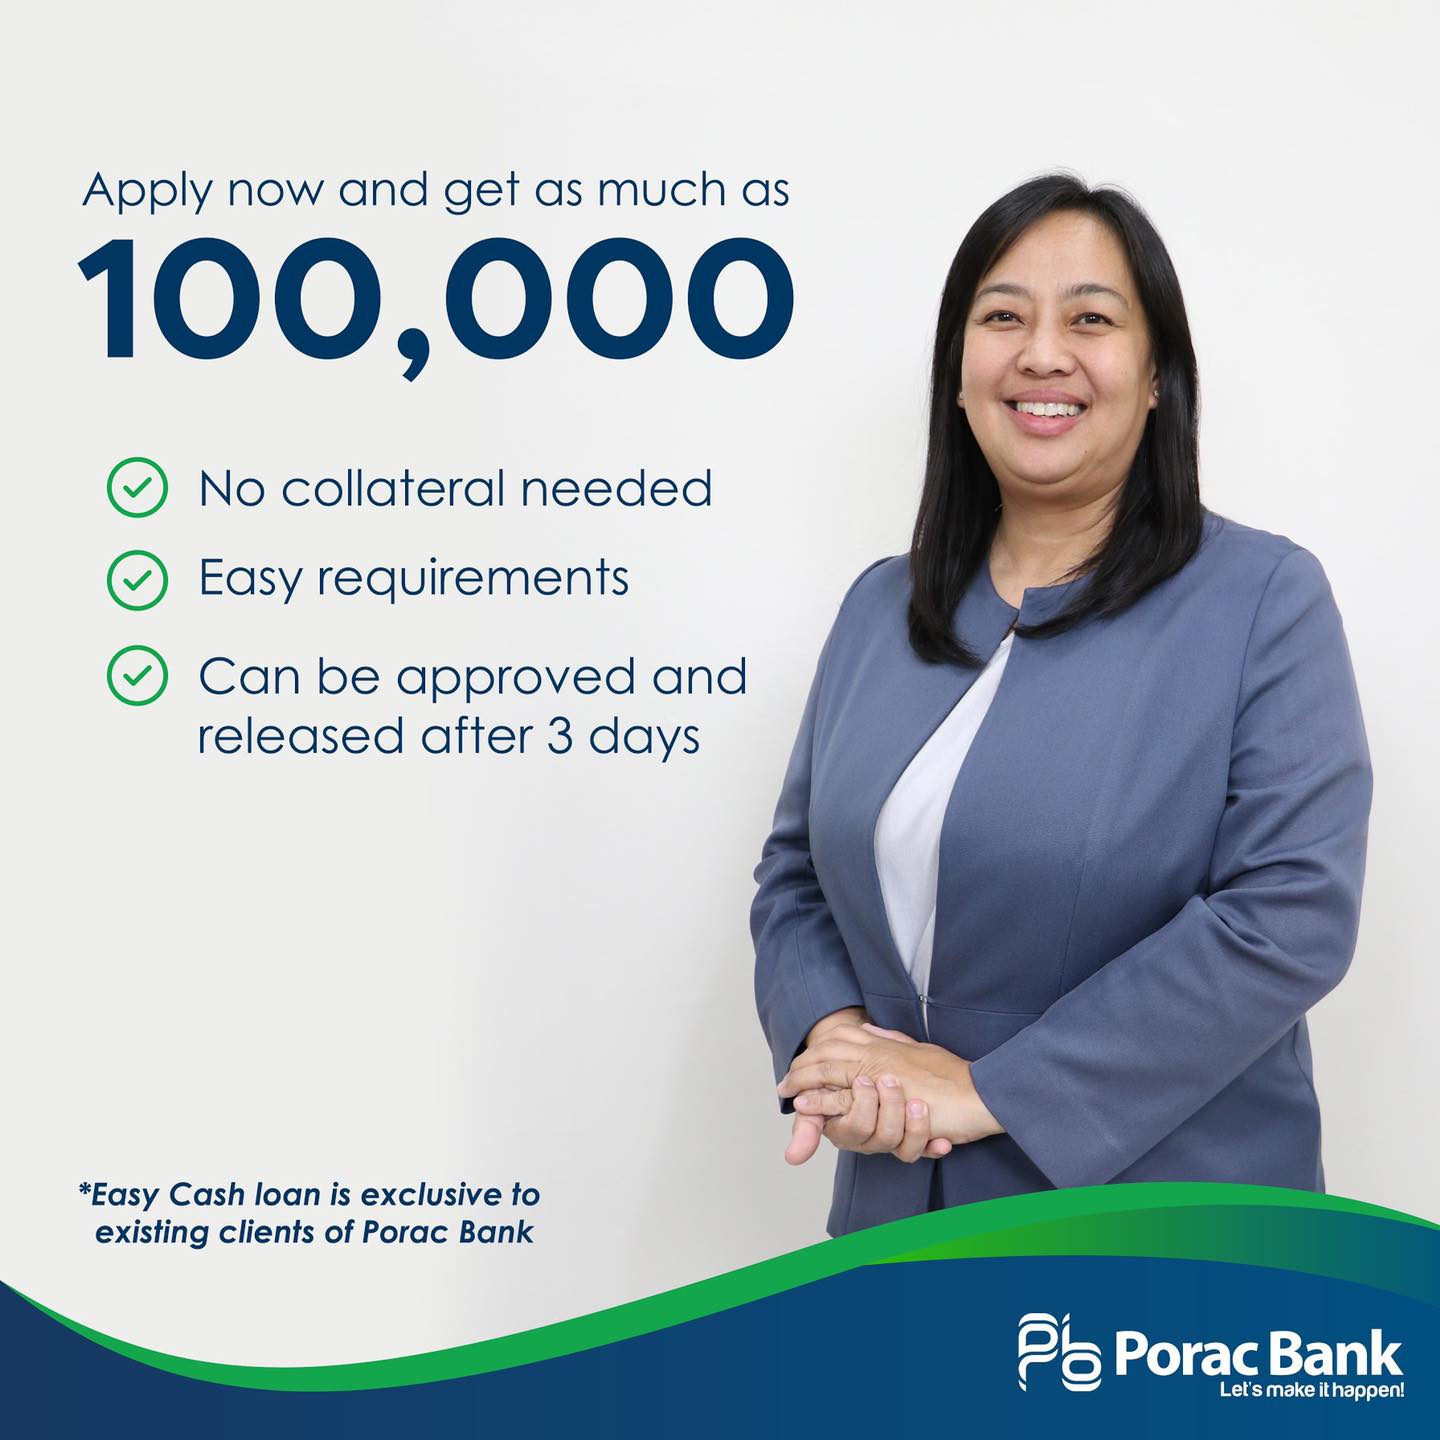 Apply now and get as much as
100,000
No collateral needed
Easy requirements
Can be approved and
released after 3 days
*Easy Cash loan is exclusive to
existing clients of Porac Bank
Pb Porac Bank
Let's make it happen!